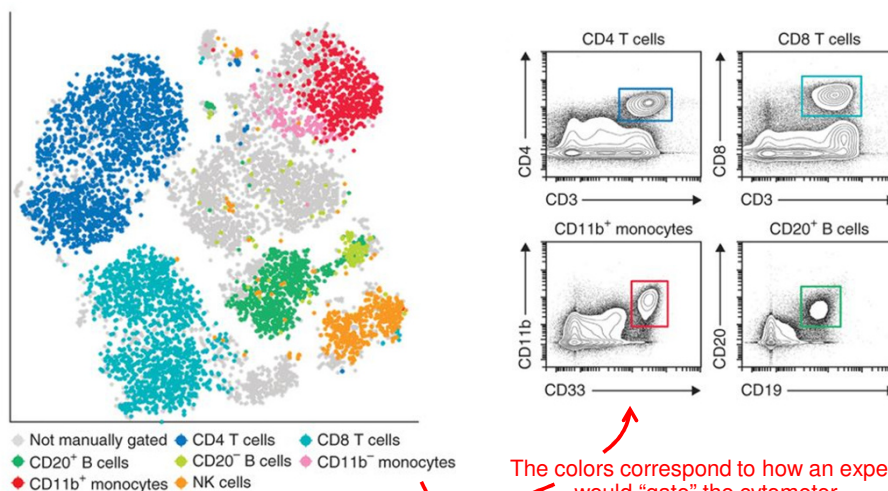 CD4 T cells
CD8 T cells
CD4
CD8
CD3
CD3
CD11b⁺ monocytes
CD20⁺ B cells
CD11b
CD20
CD33
CD19
Not manually gated
CD4 T cells
CD8 T cells
CD20⁺ B cells
CD20⁻ B cells
CD11b⁻ monocytes
CD11b⁺ monocytes
NK cells
The colors correspond to how an expe
would "gate" the cytometer